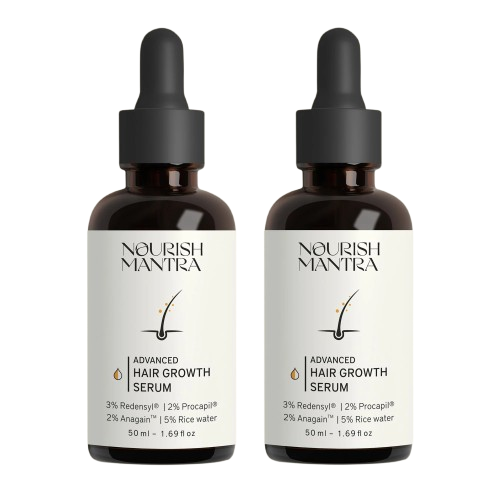 NOURISH
MANTRA
ADVANCED
HAIR GROWTH
SERUM
3% Redensyl® | 2% Procapil®
2% Anagain™ | 5% Rice water
50 ml - 1.69 fl oz
NOURISH
MANTRA
ADVANCED
HAIR GROWTH
SERUM
3% Redensyl® | 2% Procapil®
2% Anagain™ | 5% Rice water
50 ml - 1.69 fl oz